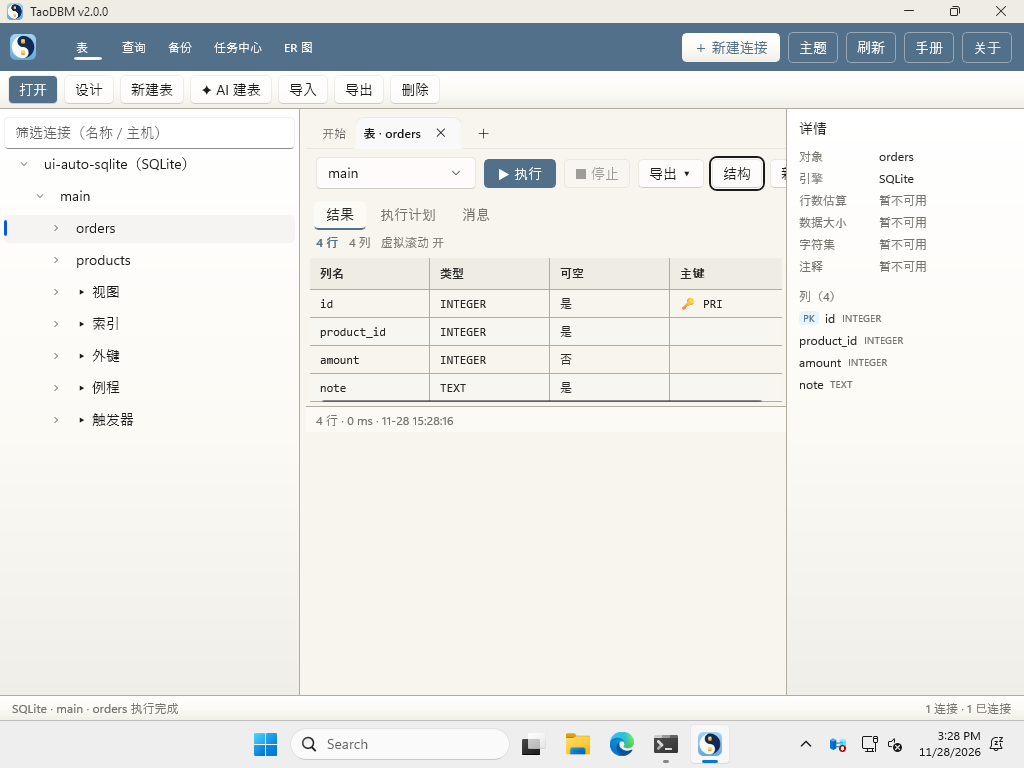 TaoDBM v2.0.0
表 查询 备份 任务中心 ER 图 + 新建连接 主题 刷新 手册 关于
打开 设计 新建表 ✦ AI 建表 导入 导出 删除
筛选连接（名称 / 主机）
ui-auto-sqlite（SQLite）
main
orders
products
▸ 视图
▸ 索引
▸ 外键
▸ 例程
▸ 触发器
开始 表 · orders
main ▶ 执行 停止 导出 ▼ 结构
结果 执行计划 消息
4 行 4 列 虚拟滚动 开
列名 类型 可空 主键
id INTEGER 是 🔑 PRI
product_id INTEGER 是
amount INTEGER 否
note TEXT 是
4 行 · 0 ms · 11-28 15:28:16
详情
对象 orders
引擎 SQLite
行数估算 暂不可用
数据大小 暂不可用
字符集 暂不可用
注释 暂不可用
列（4）
PK id INTEGER
product_id INTEGER
amount INTEGER
note TEXT
SQLite · main · orders 执行完成 1 连接 · 1 已连接
Search
3:28 PM
11/28/2026